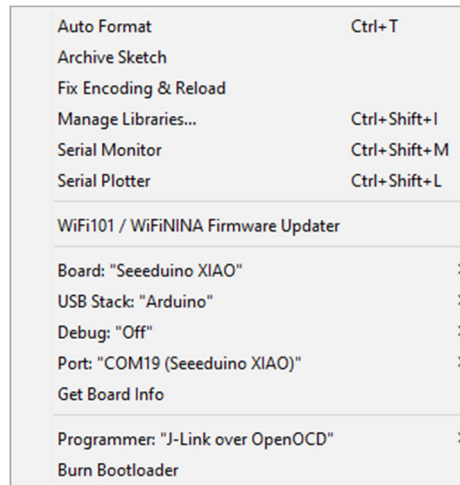 Auto Format Ctrl+T
Archive Sketch
Fix Encoding & Reload
Manage Libraries... Ctrl+Shift+I
Serial Monitor Ctrl+Shift+M
Serial Plotter Ctrl+Shift+L
WiFi101 / WiFiNINA Firmware Updater
Board: "Seeeduino XIAO"
USB Stack: "Arduino"
Debug: "Off"
Port: "COM19 (Seeeduino XIAO)"
Get Board Info
Programmer: "J-Link over OpenOCD"
Burn Bootloader